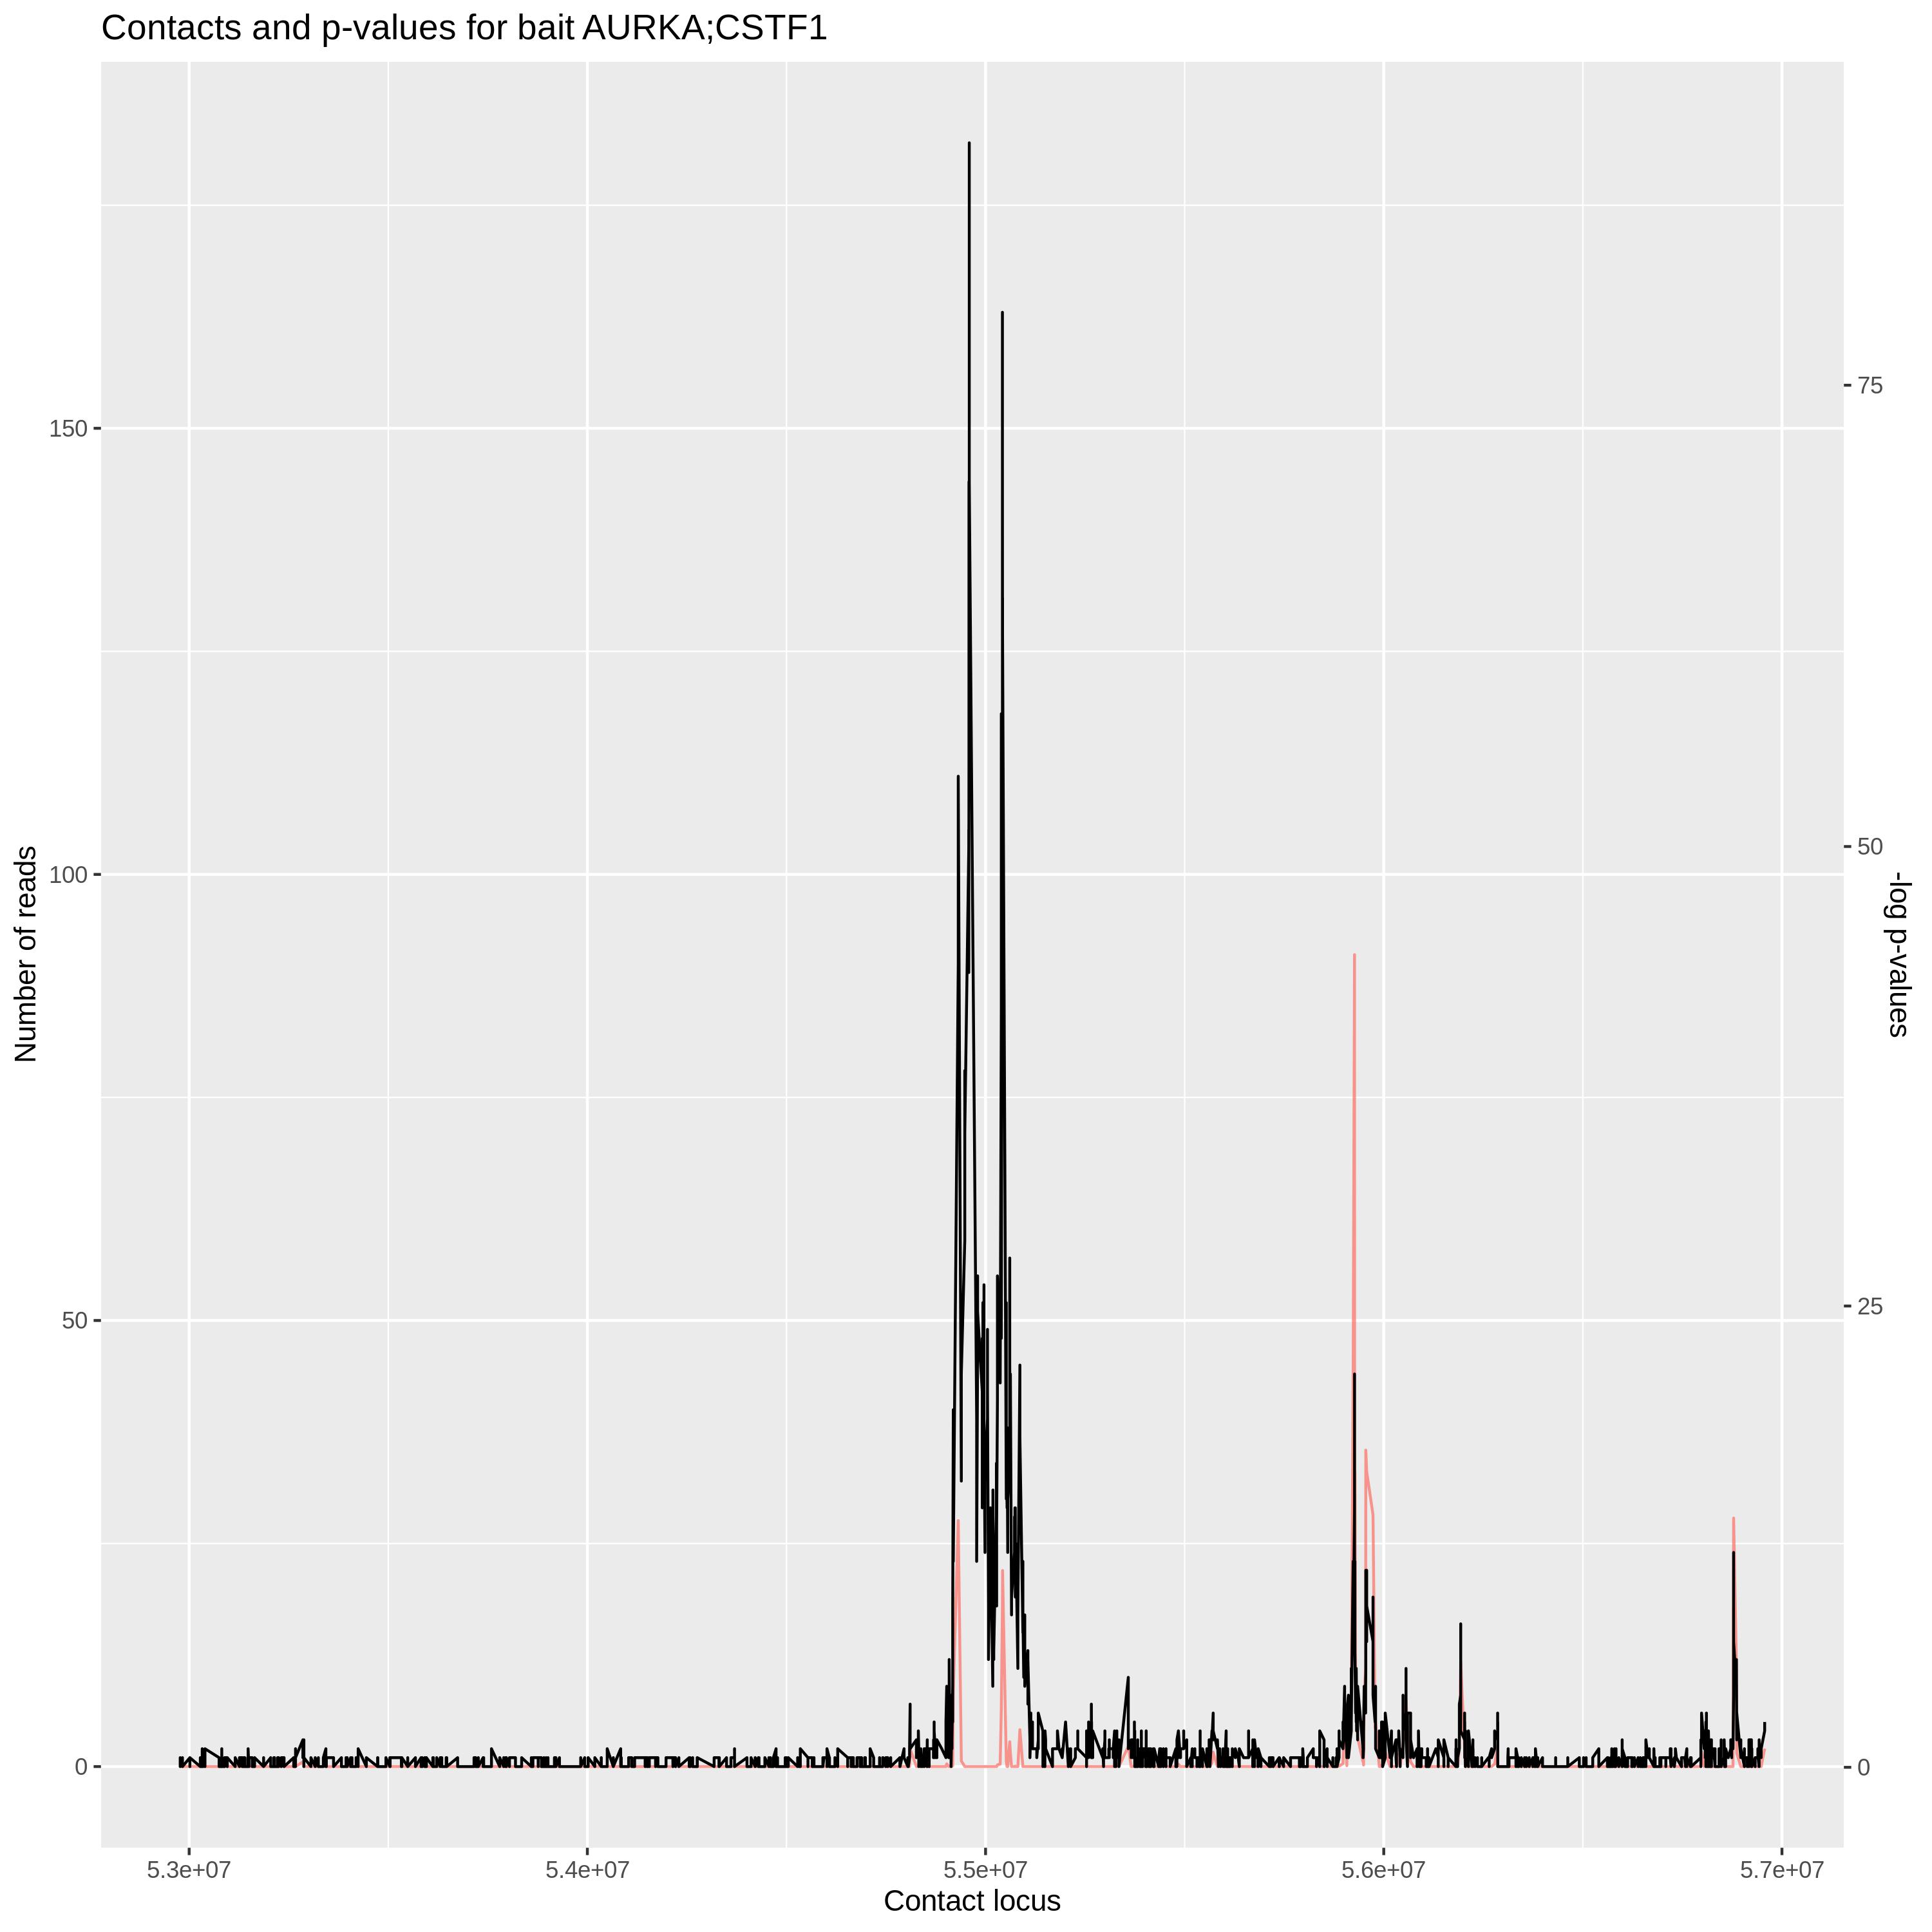 Contacts and p-values for bait AURKA;CSTF1
Number of reads
150
100
50
0
75
50
25
0
-log p-values
5.3e+07
5.4e+07
5.5e+07
5.6e+07
5.7e+07
Contact locus